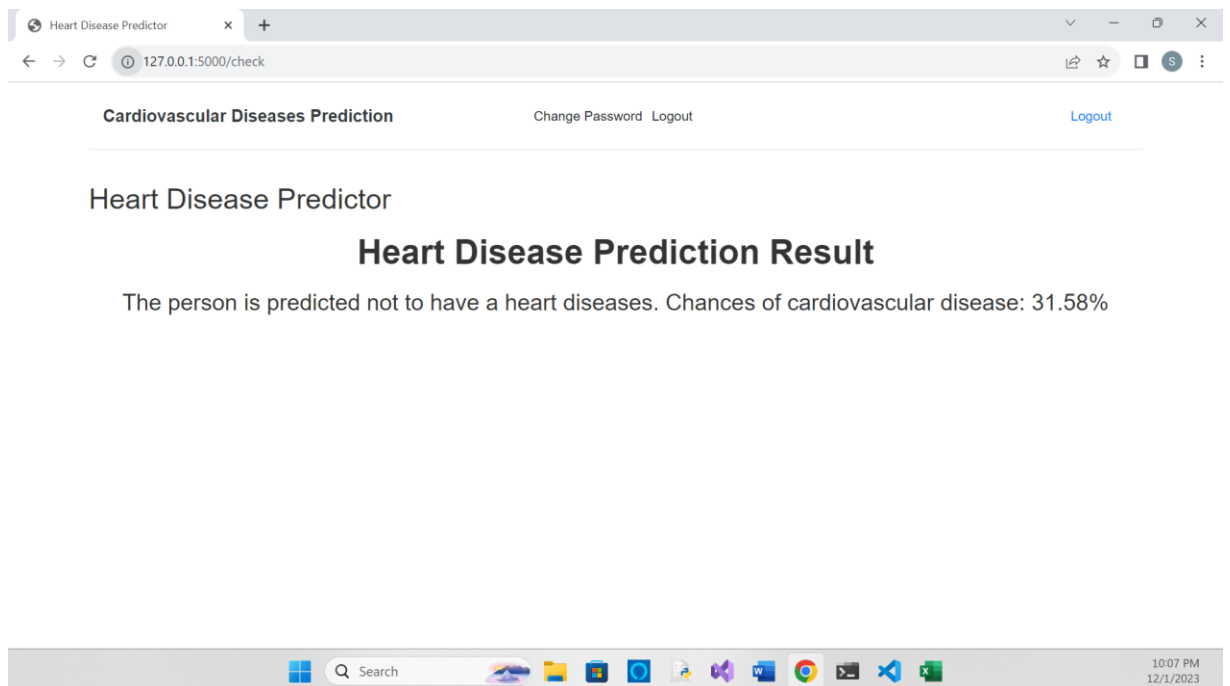 Heart Disease Predictor
127.0.0.1:5000/check
S
Cardiovascular Diseases Prediction Change Password Logout Logout
Heart Disease Predictor
Heart Disease Prediction Result
The person is predicted not to have a heart diseases. Chances of cardiovascular disease: 31.58%
Search
10:07 PM
12/1/2023